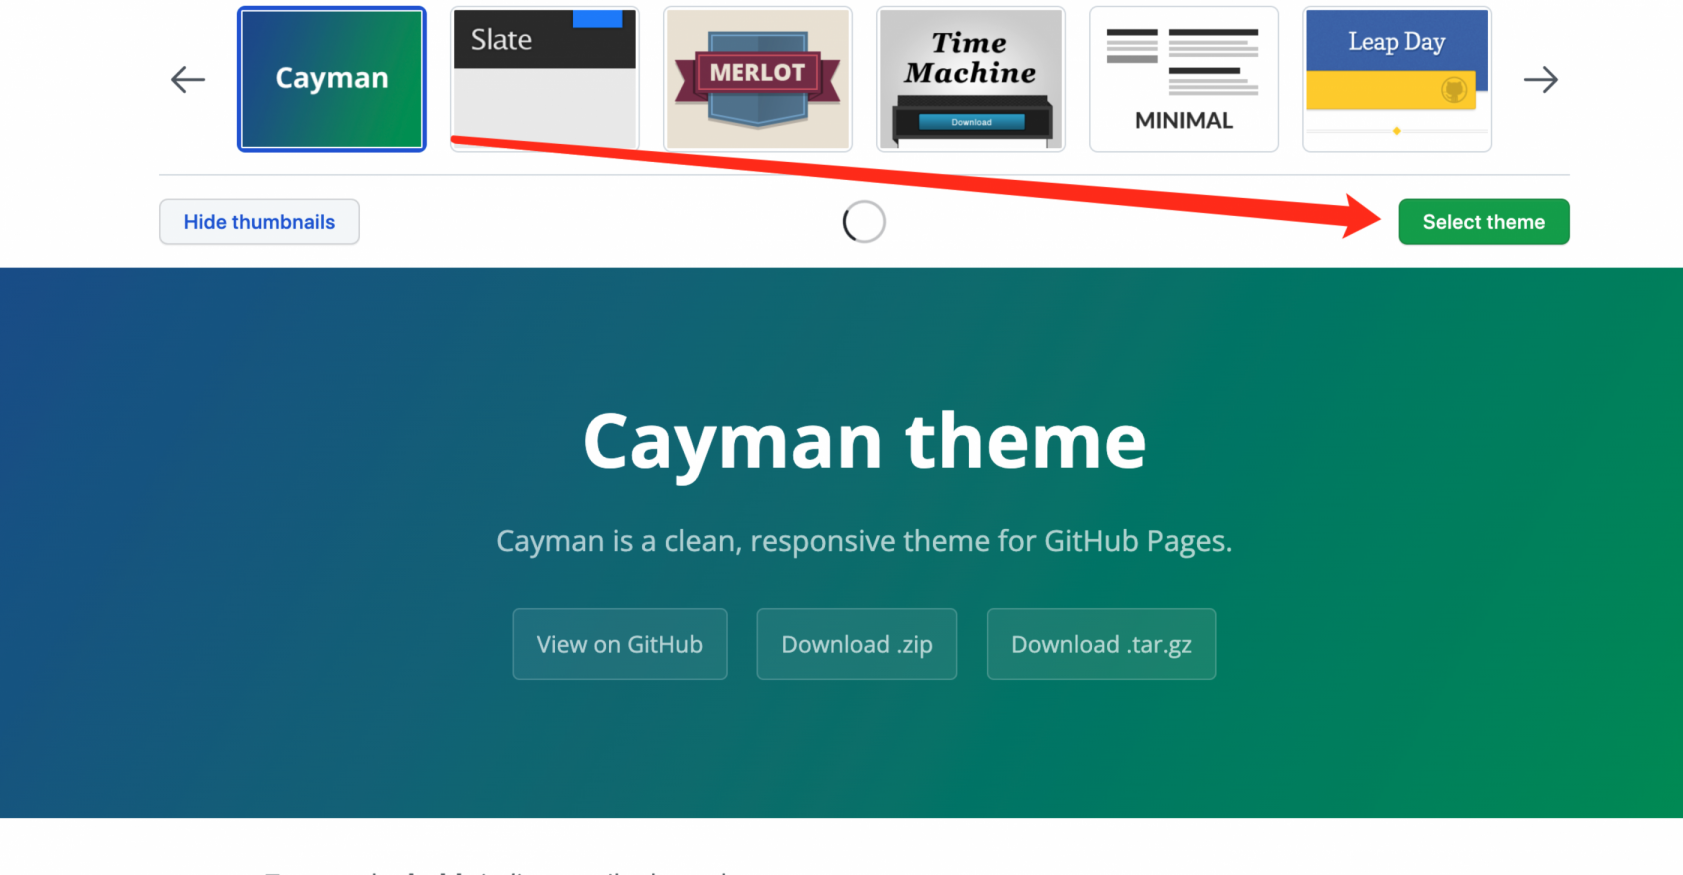 Cayman
Slate
MERLOT
Time
Machine
Download
MINIMAL
Leap Day
Hide thumbnails
Select theme
Cayman theme
Cayman is a clean, responsive theme for GitHub Pages.
View on GitHub
Download .zip
Download .tar.gz